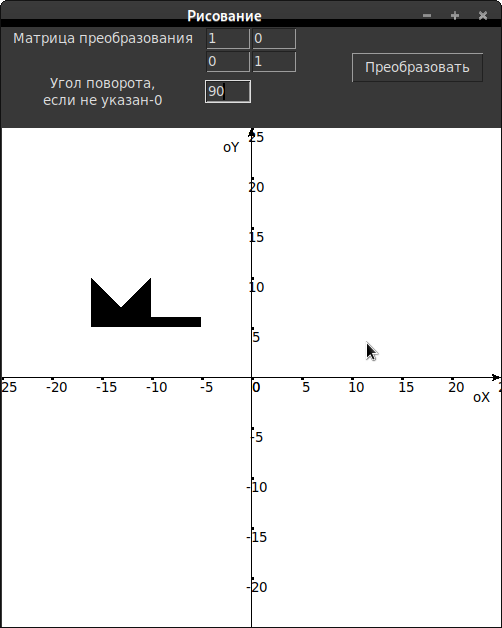 Рисование
Матрица преобразования 1 0
0 1
Преобразовать
Угол поворота,
если не указан-0
90
25
oY
20
15
10
5
25 -20 -15 -10 -5 0 5 10 15 20
oX
-5
-10
-15
-20